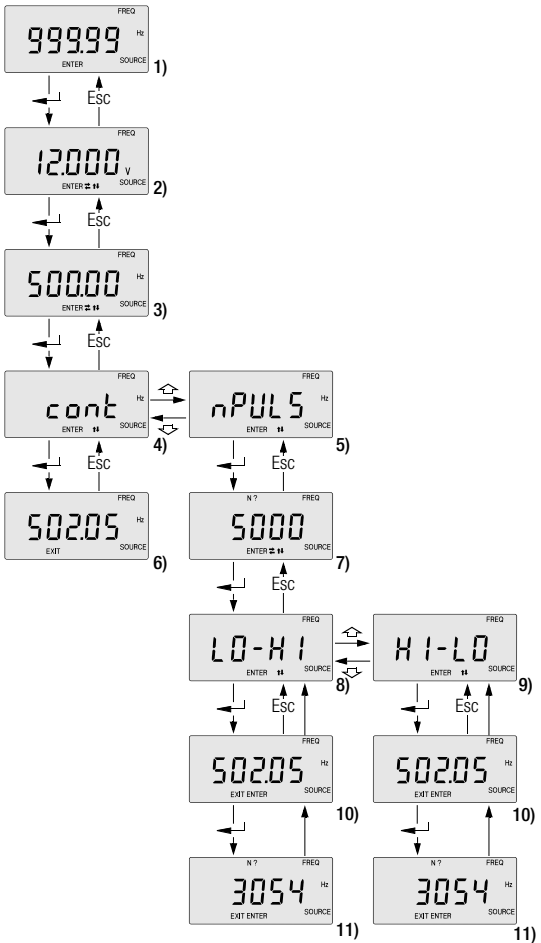 FREQ
999.99 Hz
ENTER SOURCE 1)
Esc
FREQ
12.000 V
ENTER SOURCE 2)
Esc
FREQ
500.00 Hz
ENTER SOURCE 3)
Esc
FREQ FREQ
cont Hz nPULS Hz
ENTER SOURCE 4) ENTER SOURCE 5)
Esc Esc
FREQ N ? FREQ
502.05 Hz 5000
EXIT SOURCE 6) ENTER SOURCE 7)
Esc
FREQ FREQ
LO-HI HI-LO
ENTER SOURCE 8) ENTER SOURCE 9)
Esc Esc
FREQ FREQ
502.05 Hz 502.05 Hz
EXIT ENTER SOURCE 10) EXIT ENTER SOURCE 10)
N ? FREQ N ? FREQ
3054 Hz 3054 Hz
EXIT ENTER SOURCE 11) EXIT ENTER SOURCE 11)